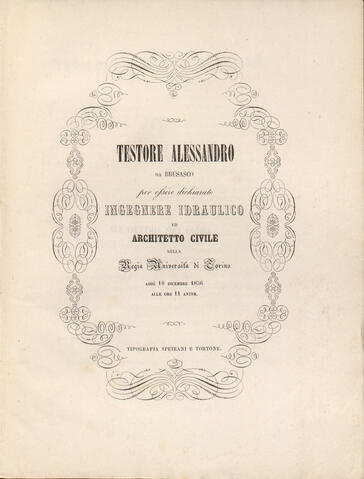 TESTORE ALESSANDRO
DA BRUSASCO
per essere dichiarato
INGEGNERE IDRAULICO
ED
ARCHITETTO CIVILE
NELLA
Regia Università di Torino
ADDÌ 10 DICEMBRE 1856
ALLE ORE 11 ANTIM.
TIPOGRAFIA SPEIRANI E TORTONE.